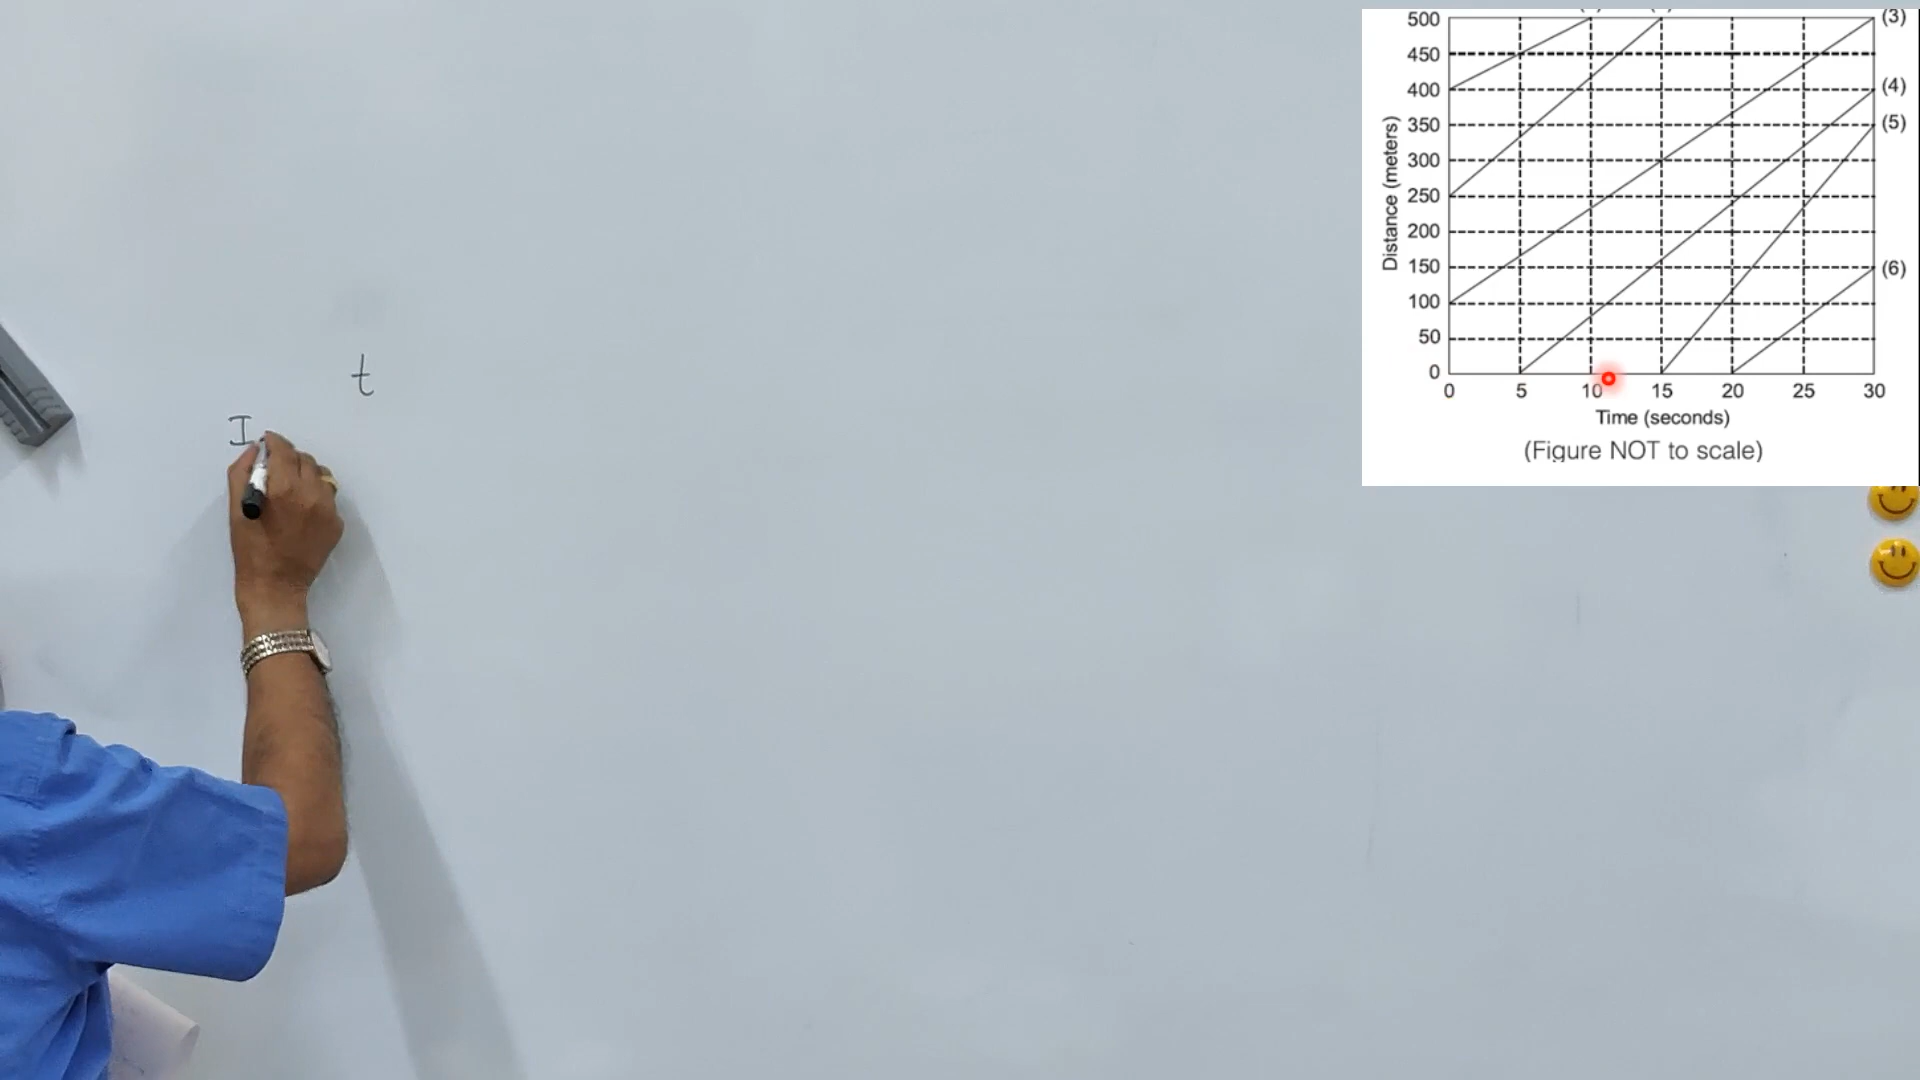 t
I
500
450
400
350
300
250
200
150
100
50
0
Distance (meters)
(3)
(4)
(5)
(6)
0 5 10 15 20 25 30
Time (seconds)
(Figure NOT to scale)